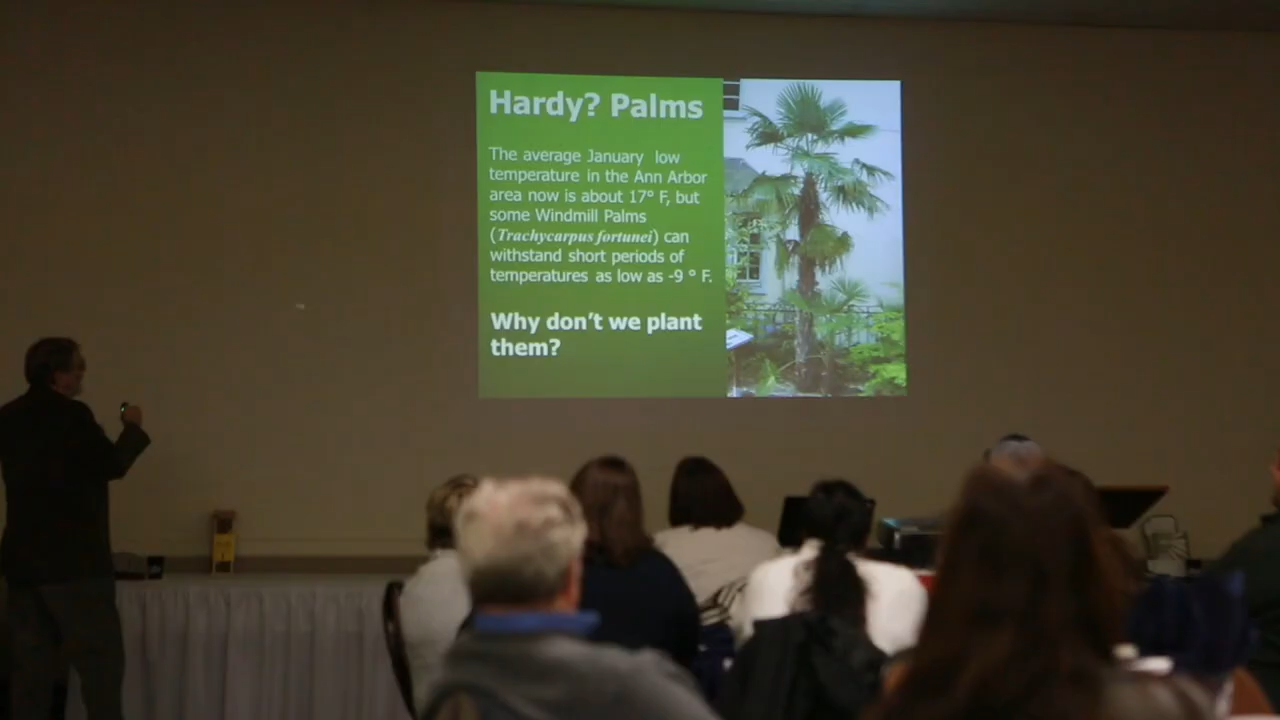 Hardy? Palms
The average January low
temperature in the Ann Arbor
area now is about 17° F, but
some Windmill Palms
(Trachycarpus fortunei) can
withstand short periods of
temperatures as low as -9 ° F.
Why don't we plant
them?